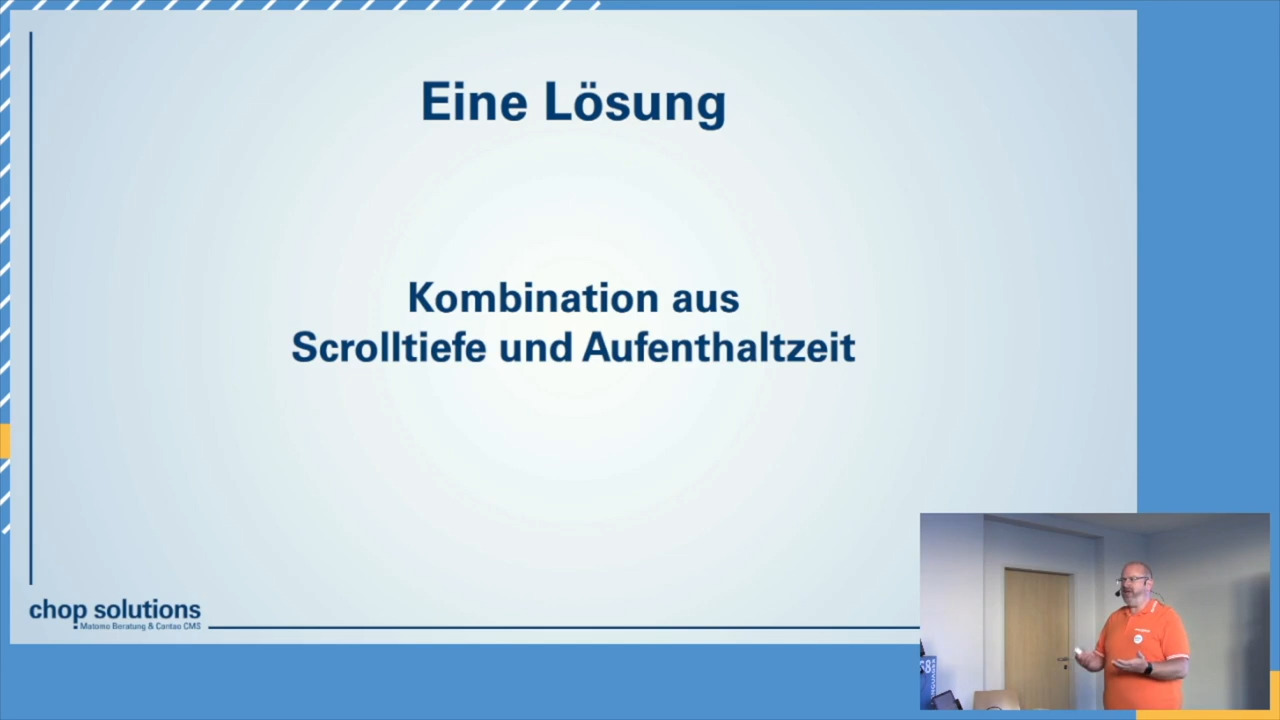 Eine Lösung
Kombination aus
Scrolltiefe und Aufenthaltzeit
chop solutions
Matomo Beratung & Contao CMS